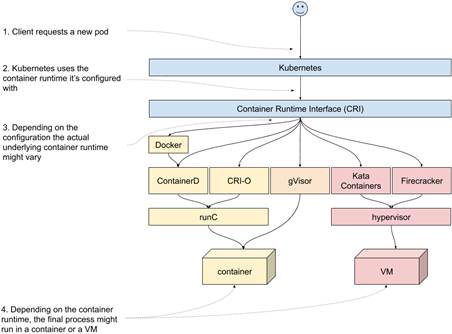 1. Client requests a new pod
2. Kubernetes uses the
container runtime it's configured
with
Kubernetes
Container Runtime Interface (CRI)
3. Depending on the
configuration the actual
underlying container runtime
might vary
Docker
ContainerD
CRI-O
gVisor
Kata
Containers
Firecracker
runC
hypervisor
container
VM
4. Depending on the container
runtime, the final process might
run in a container or a VM